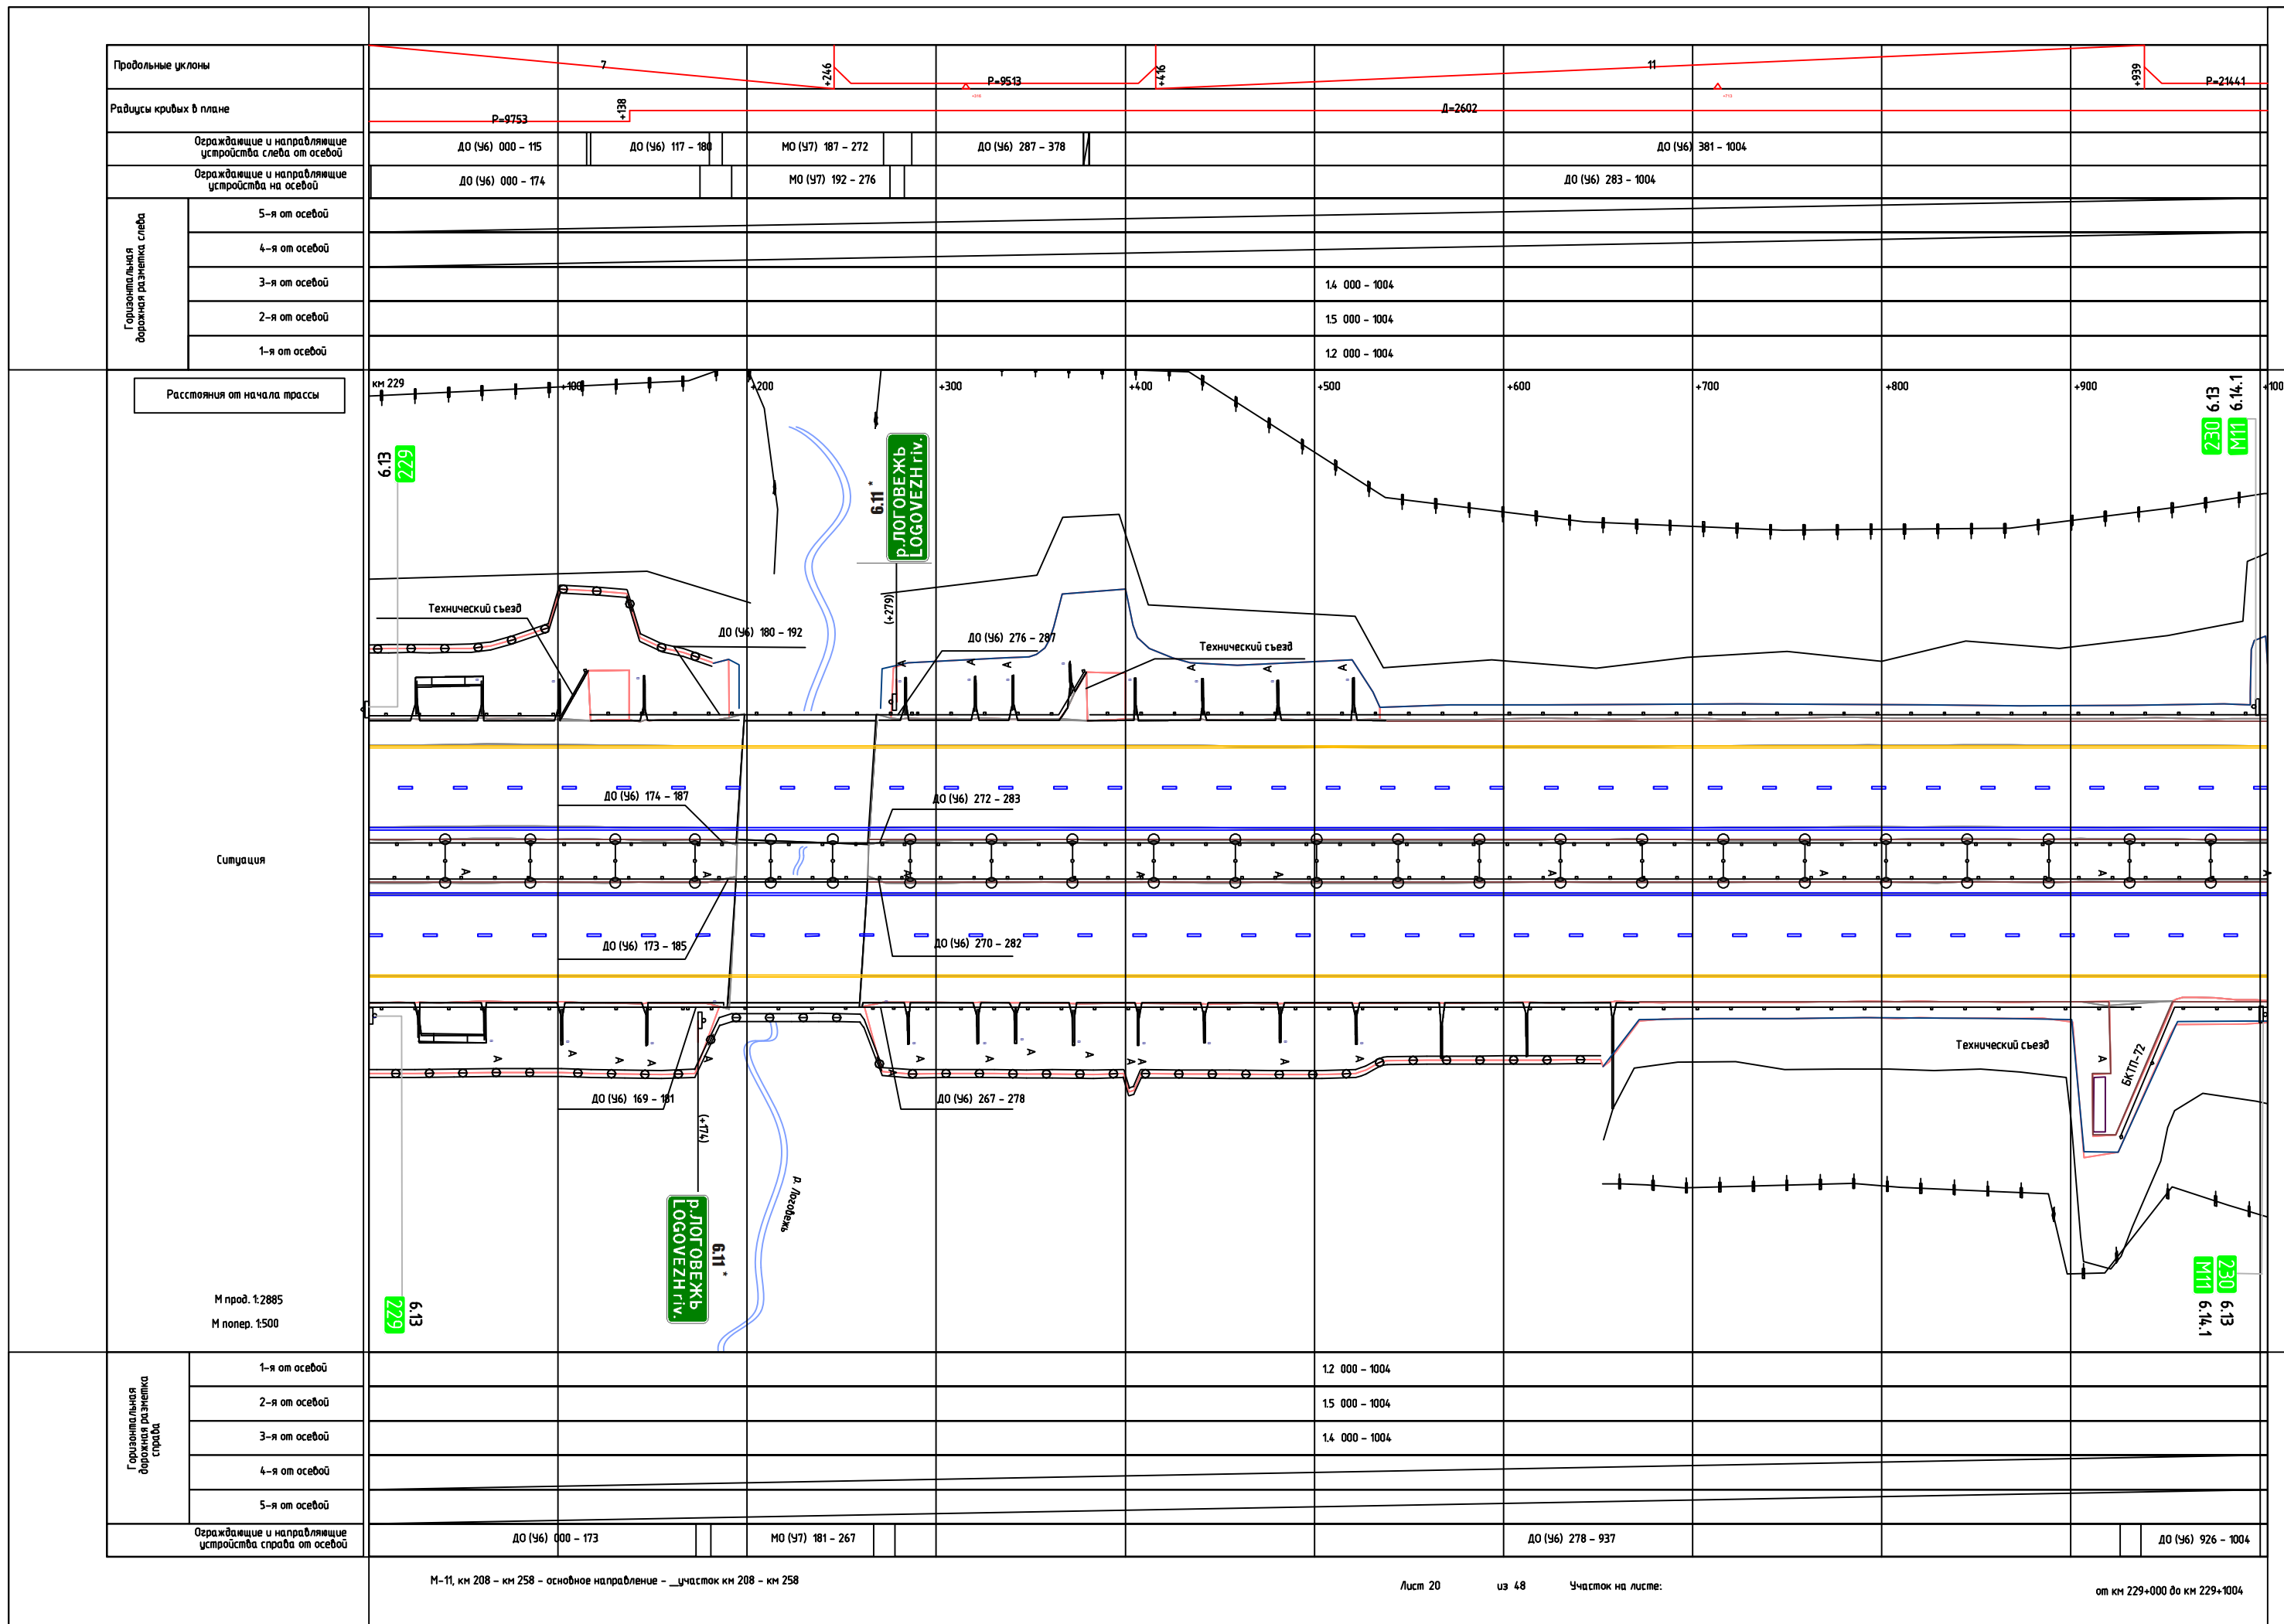 Продольные уклоны
7
+246
Р=9513
+416
11
+939
Р=21441
Радиусы кривых в плане
Р=9753
+138
Д=2602
Ограждающие и направляющие
устройства слева от осевой
ДО (У6) 000 – 115
ДО (У6) 117 – 180
МО (У7) 187 – 272
ДО (У6) 287 – 378
ДО (У6) 381 – 1004
Ограждающие и направляющие
устройства на осевой
ДО (У6) 000 – 174
МО (У7) 192 – 276
ДО (У6) 283 – 1004
Горизонтальная
дорожная разметка слева
5-я от осевой
4-я от осевой
3-я от осевой
1.4 000 – 1004
2-я от осевой
1.5 000 – 1004
1-я от осевой
1.2 000 – 1004
Расстояния от начала трассы
км 229
+100
+200
+300
+400
+500
+600
+700
+800
+900
+100
6.13
229
6.11 *
р.ЛОГОВЕЖЬ
LOGOVEZH riv.
(+279)
230
6.13
М11
6.14.1
Технический съезд
ДО (У6) 180 – 192
ДО (У6) 276 – 287
Технический съезд
ДО (У6) 174 – 187
ДО (У6) 272 – 283
Ситуация
ДО (У6) 173 – 185
ДО (У6) 270 – 282
Технический съезд
БКТП-72
ДО (У6) 169 – 181
ДО (У6) 267 – 278
(+174)
р. Логовежь
р.ЛОГОВЕЖЬ
LOGOVEZH riv.
6.11 *
229
6.13
М11
6.14.1
230
6.13
М прод. 1:2885
М попер. 1:500
Горизонтальная
дорожная разметка
справа
1-я от осевой
1.2 000 – 1004
2-я от осевой
1.5 000 – 1004
3-я от осевой
1.4 000 – 1004
4-я от осевой
5-я от осевой
Ограждающие и направляющие
устройства справа от осевой
ДО (У6) 000 – 173
МО (У7) 181 – 267
ДО (У6) 278 – 937
ДО (У6) 926 – 1004
М-11, км 208 – км 258 – основное направление – __участок км 208 – км 258
Лист 20 из 48 Участок на листе:
от км 229+000 до км 229+1004